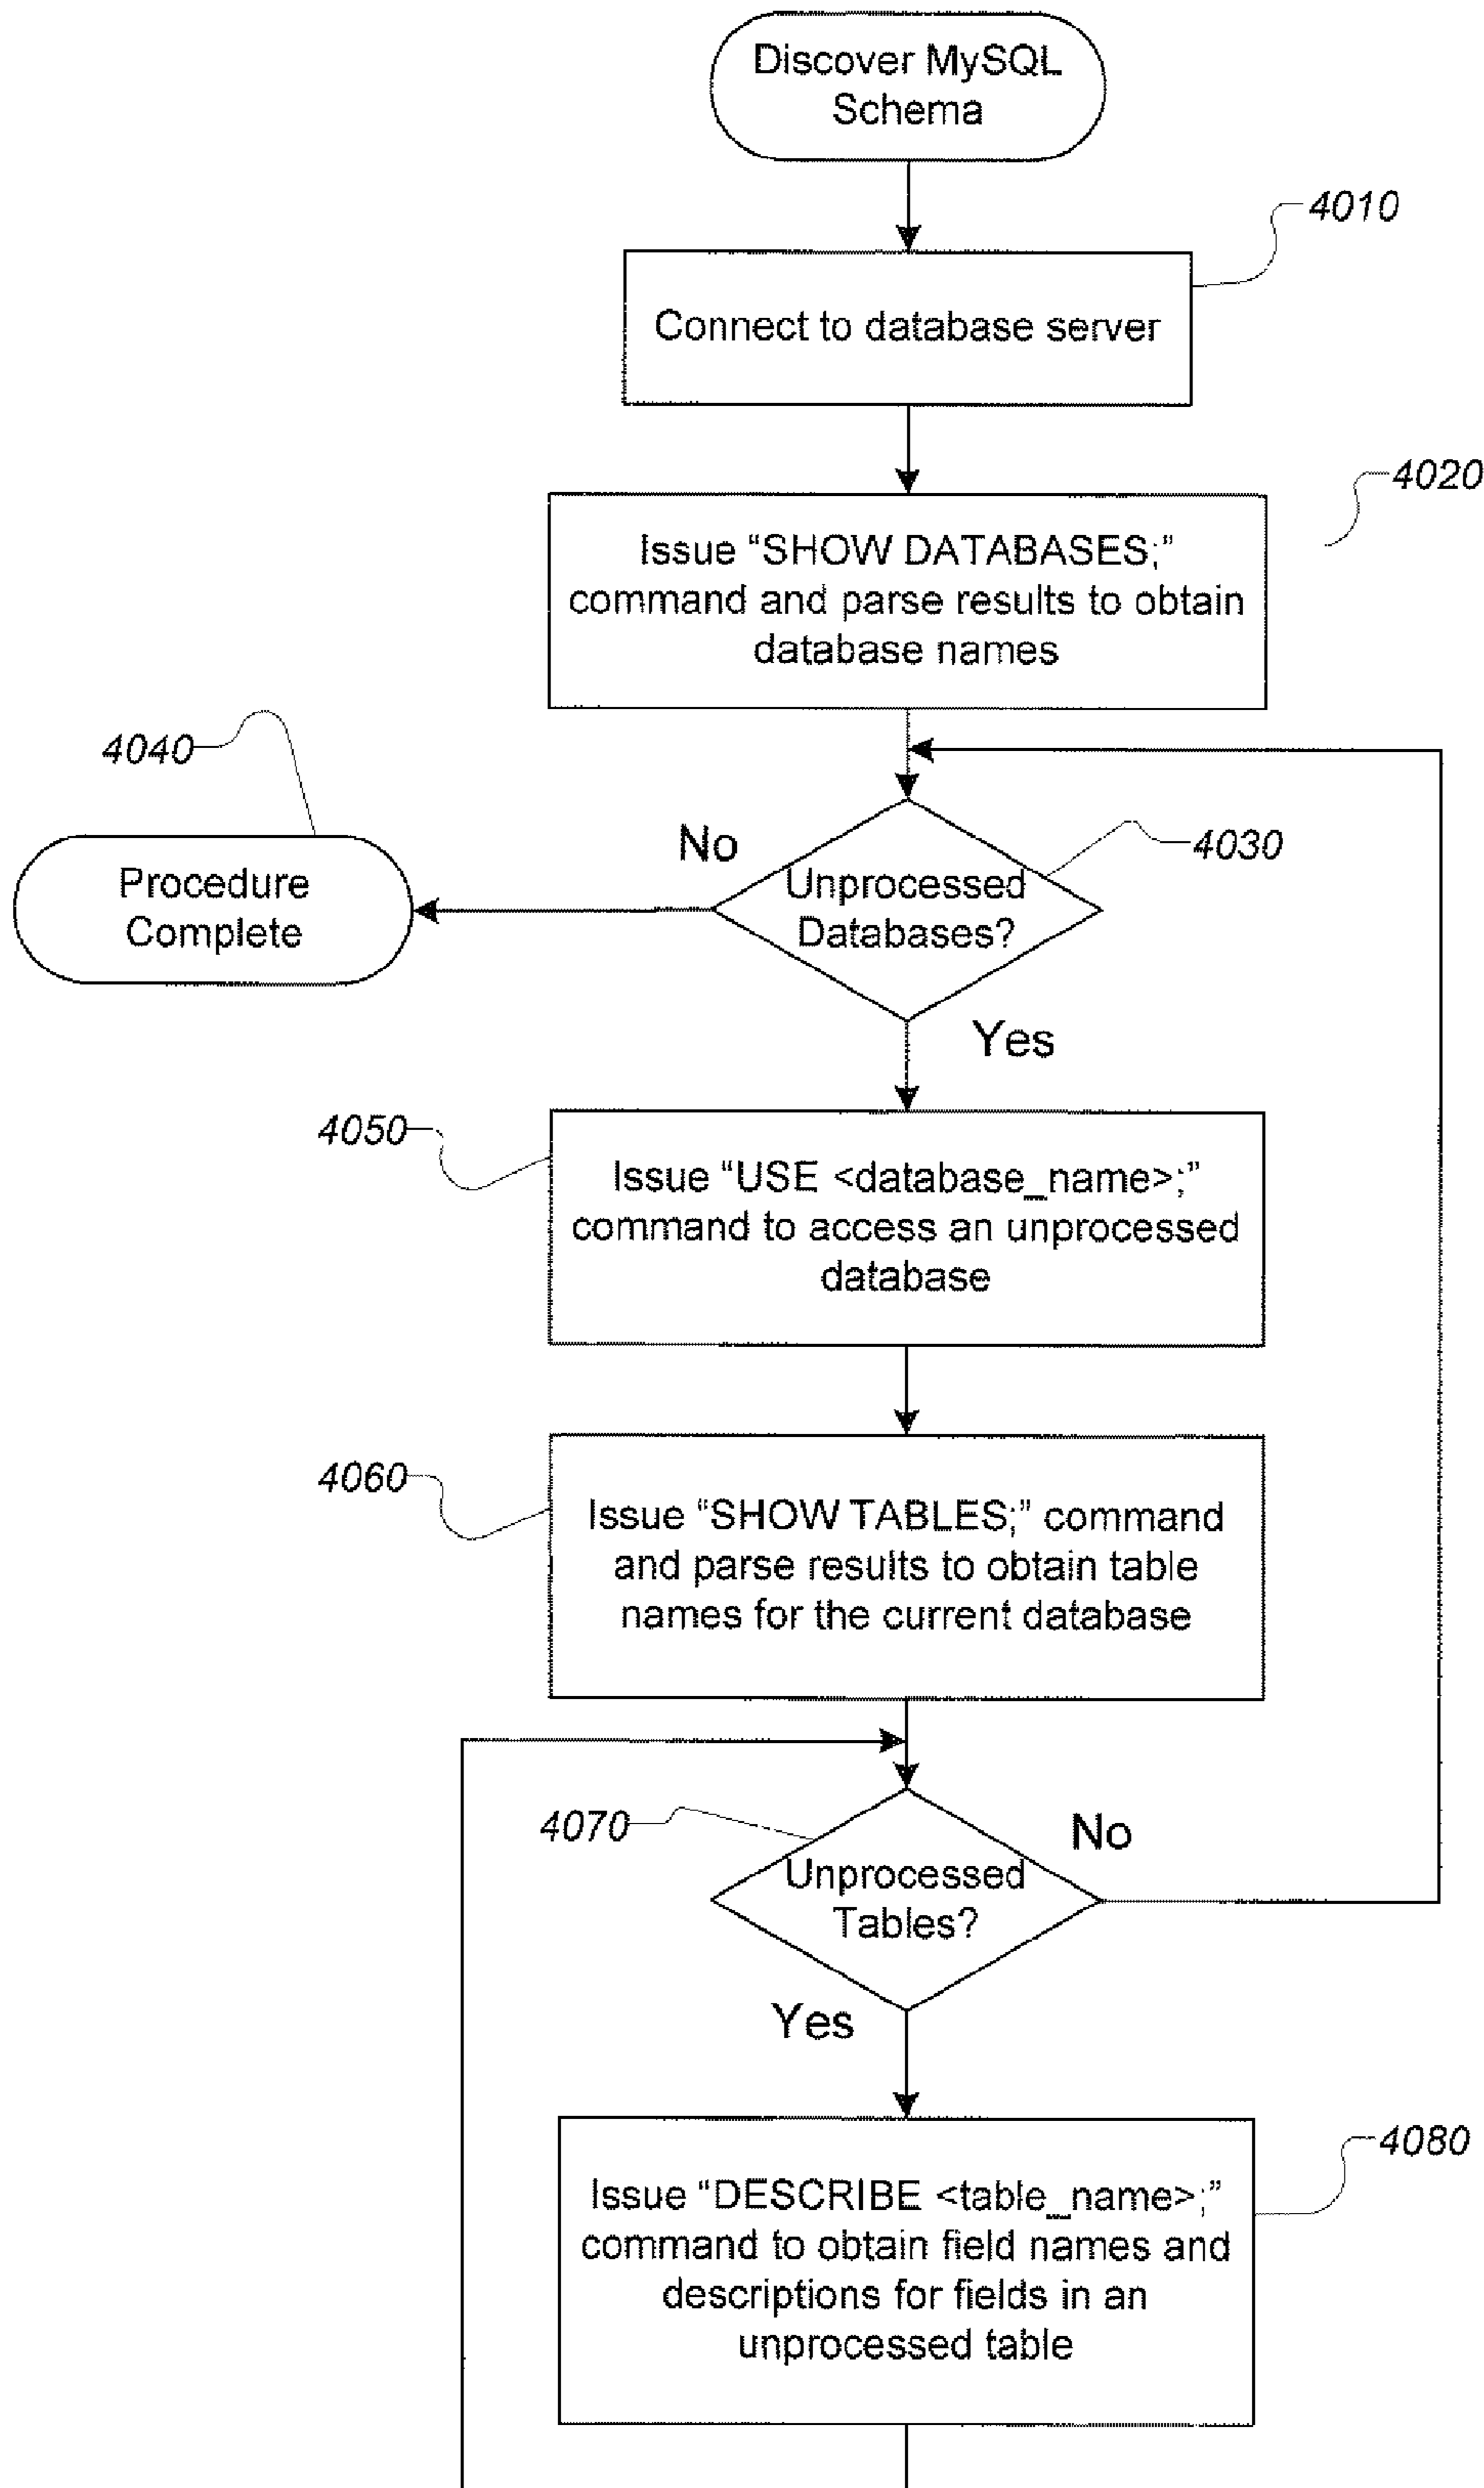 Discover MySQL
Schema
4010
Connect to database server
4020
Issue “SHOW DATABASES;”
command and parse results to obtain
database names
4040
Procedure
Complete
No
4030
Unprocessed
Databases?
Yes
4050
Issue “USE <database_name>;”
command to access an unprocessed
database
4060
Issue “SHOW TABLES;” command
and parse results to obtain table
names for the current database
4070
No
Unprocessed
Tables?
Yes
4080
Issue “DESCRIBE <table_name>;”
command to obtain field names and
descriptions for fields in an
unprocessed table